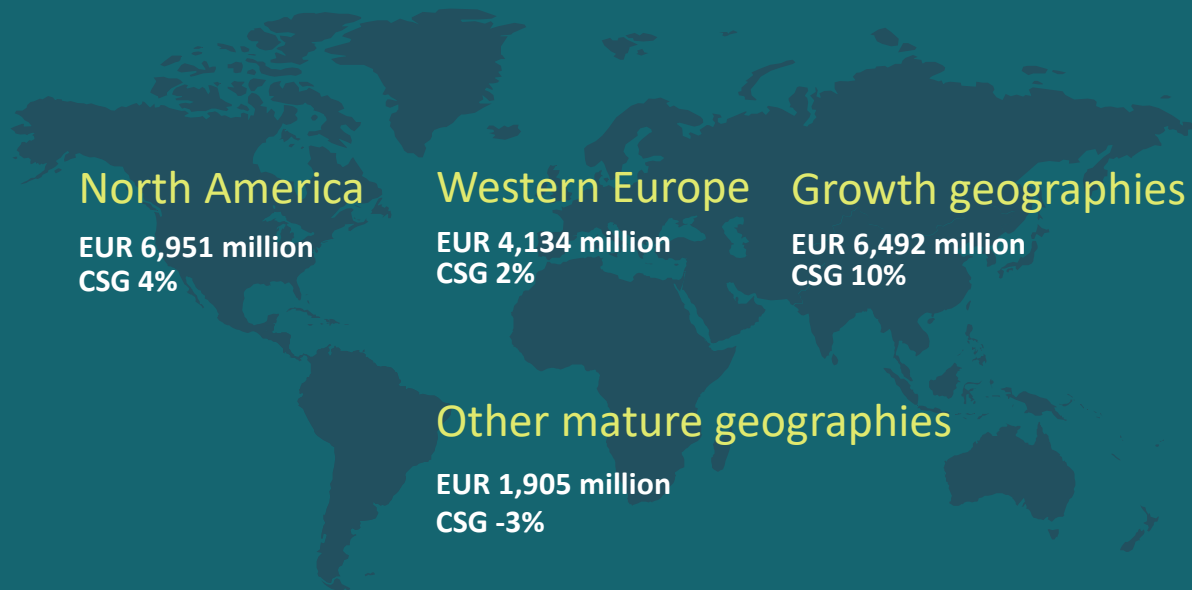 North America
EUR 6,951 million
CSG 4%
Western Europe
EUR 4,134 million
CSG 2%
Growth geographies
EUR 6,492 million
CSG 10%
Other mature geographies
EUR 1,905 million
CSG -3%